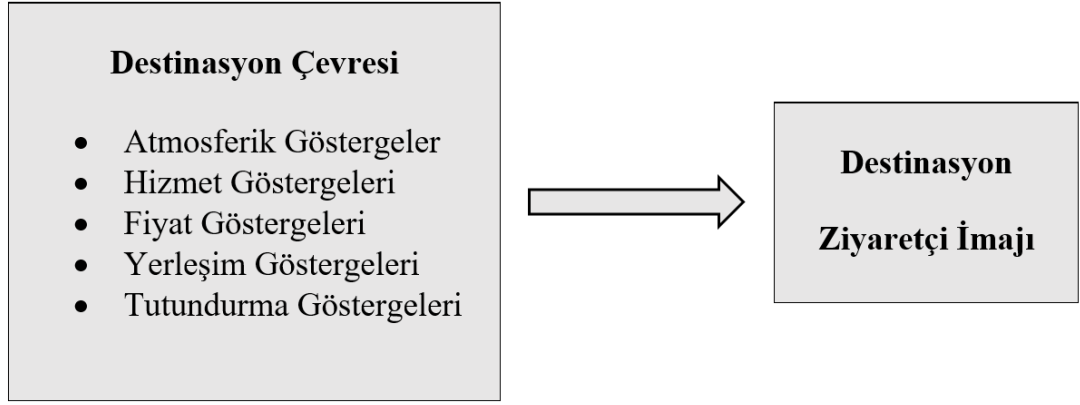 Destinasyon Çevresi
• Atmosferik Göstergeler
• Hizmet Göstergeleri
• Fiyat Göstergeleri
• Yerleşim Göstergeleri
• Tutundurma Göstergeleri
Destinasyon
Ziyaretçi İmajı